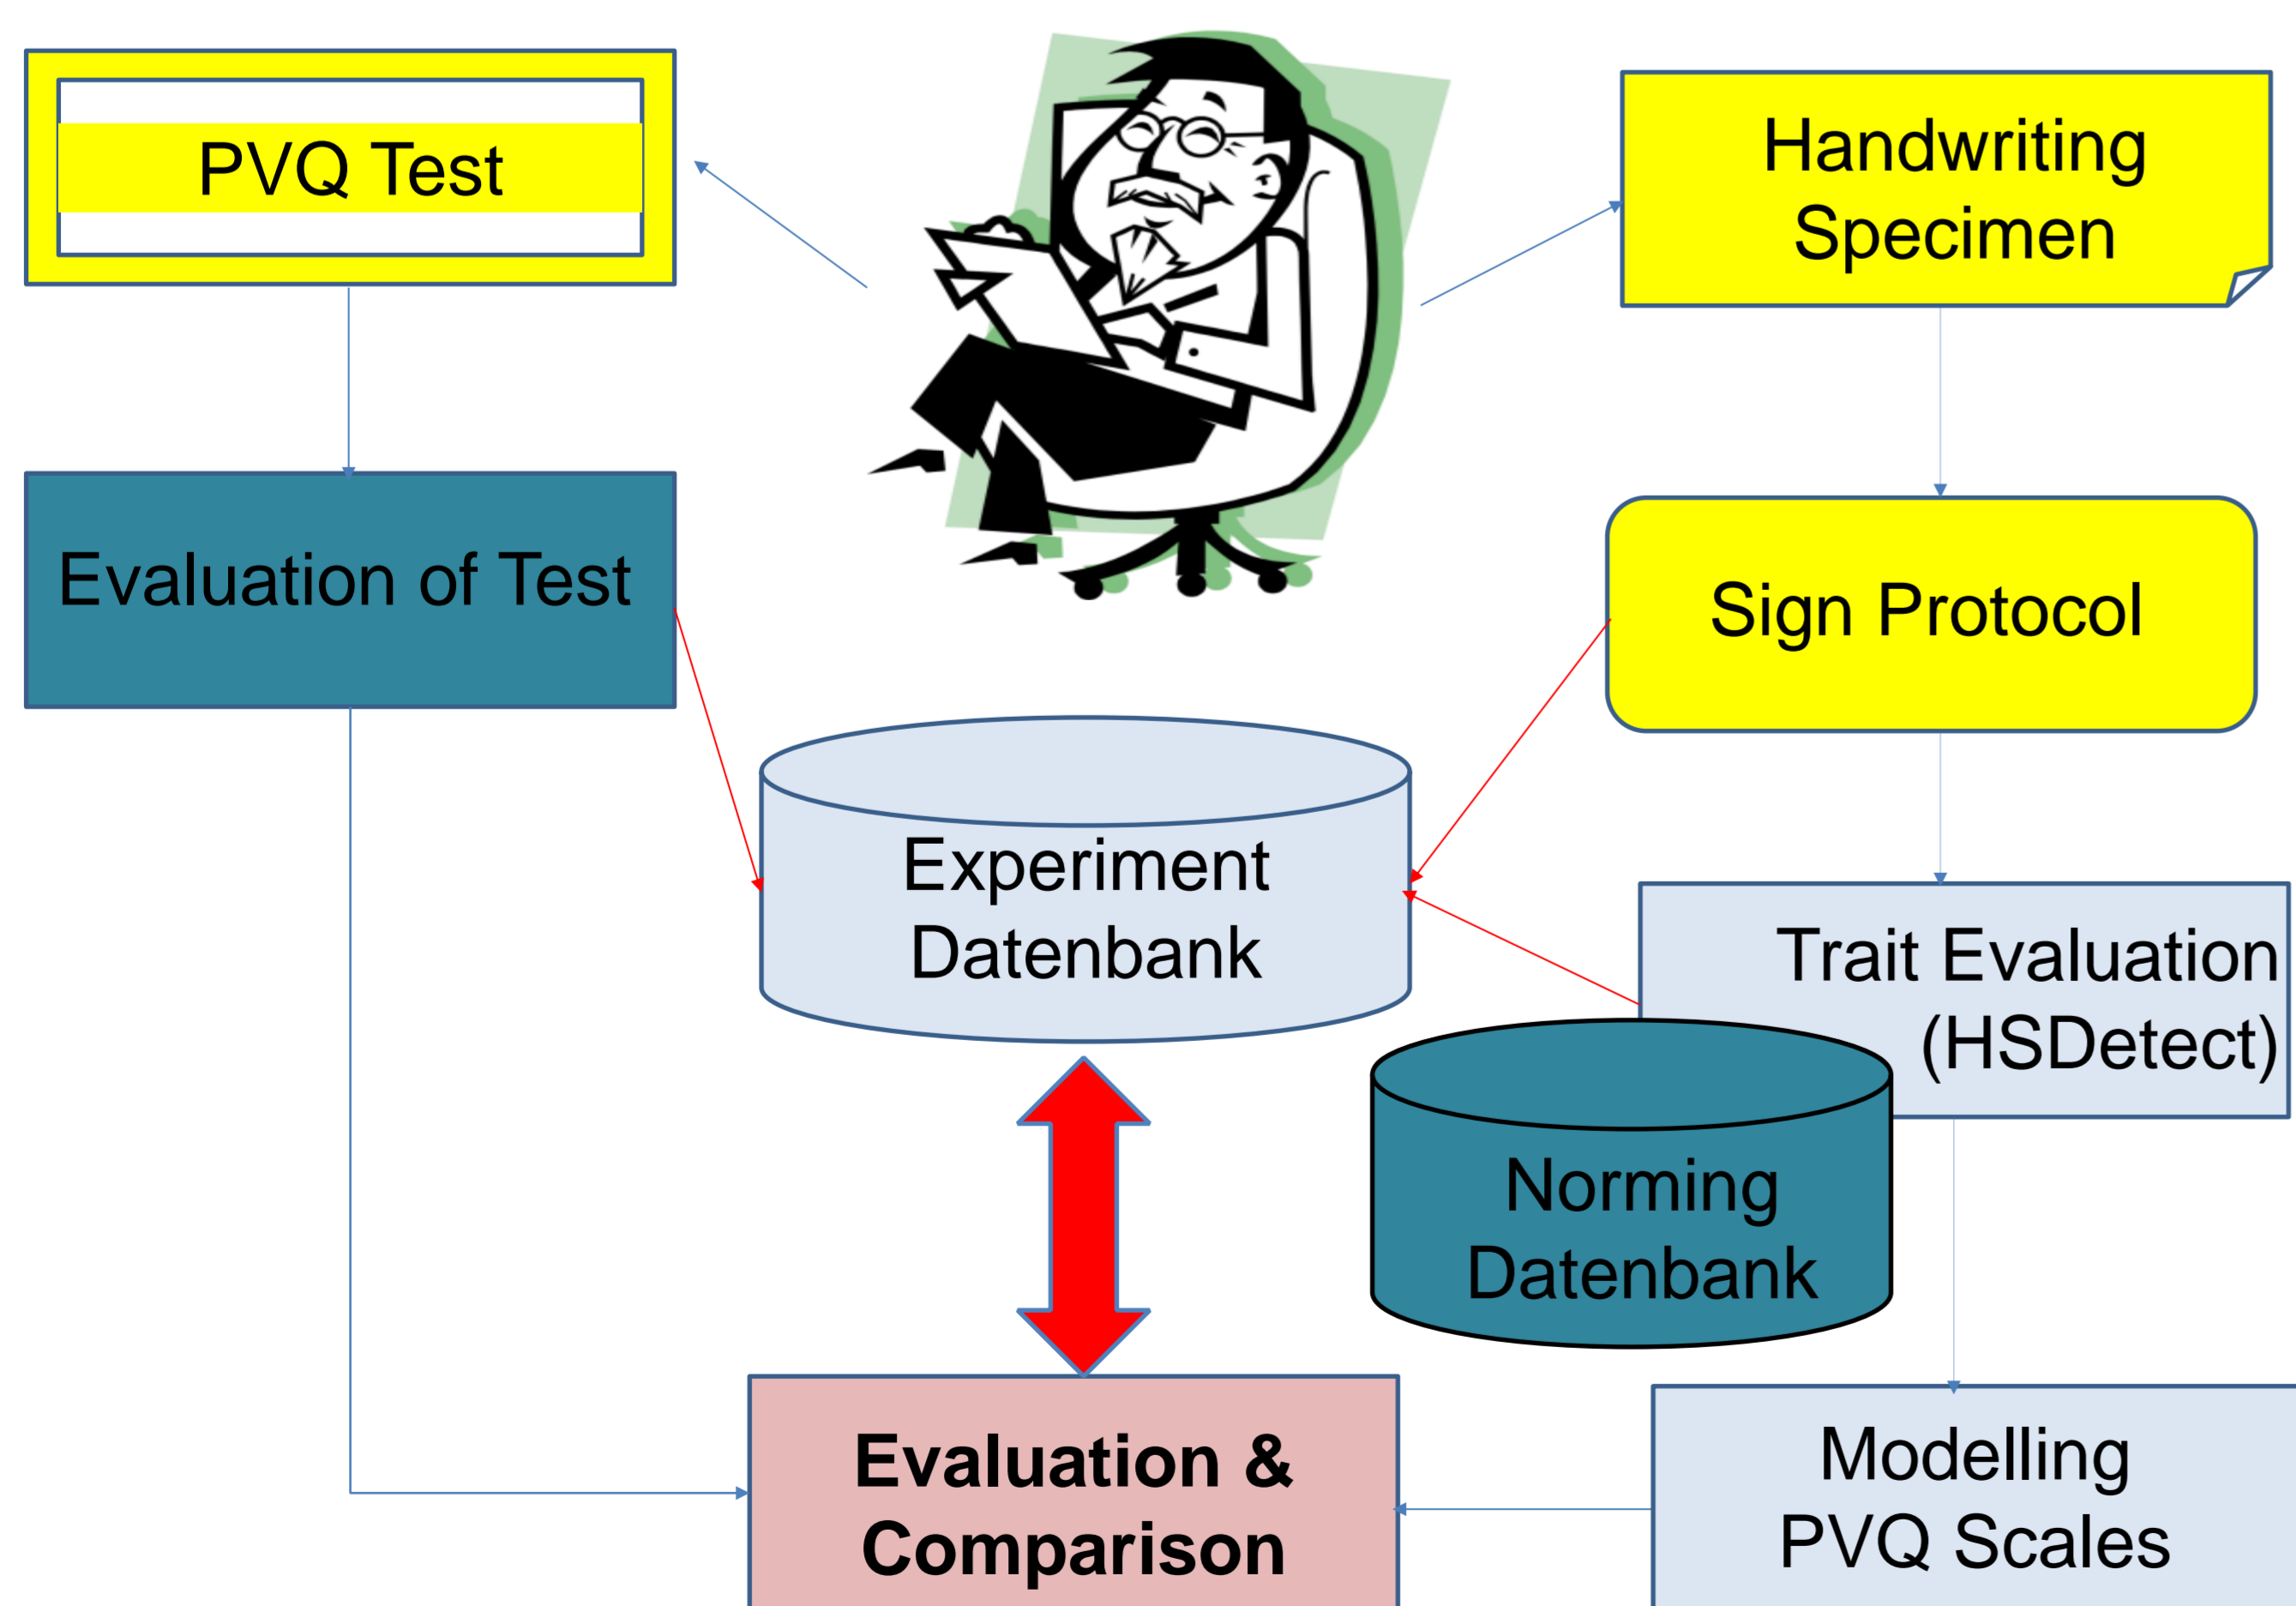 PVQ Test
Handwriting
Specimen
Evaluation of Test
Sign Protocol
Experiment
Datenbank
Trait Evaluation
(HSDetect)
Norming
Datenbank
Evaluation &
Comparison
Modelling
PVQ Scales